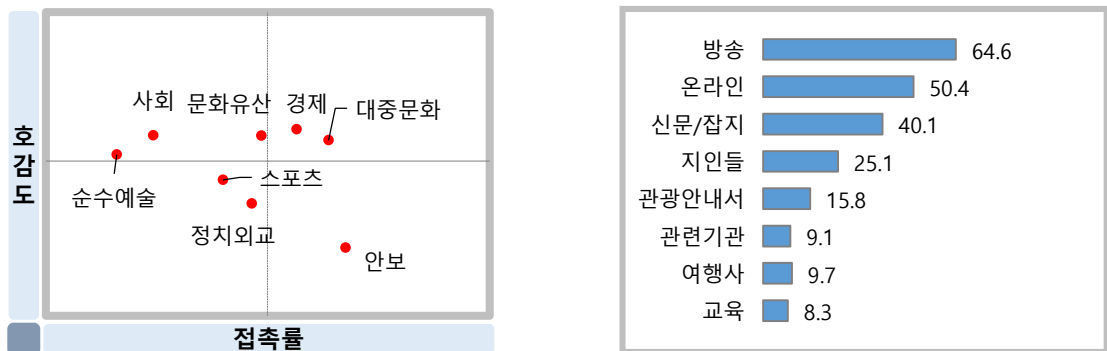 호감도
사회 문화유산 경제 대중문화
순수예술 스포츠
정치외교
안보
접촉률
방송 64.6
온라인 50.4
신문/잡지 40.1
지인들 25.1
관광안내서 15.8
관련기관 9.1
여행사 9.7
교육 8.3